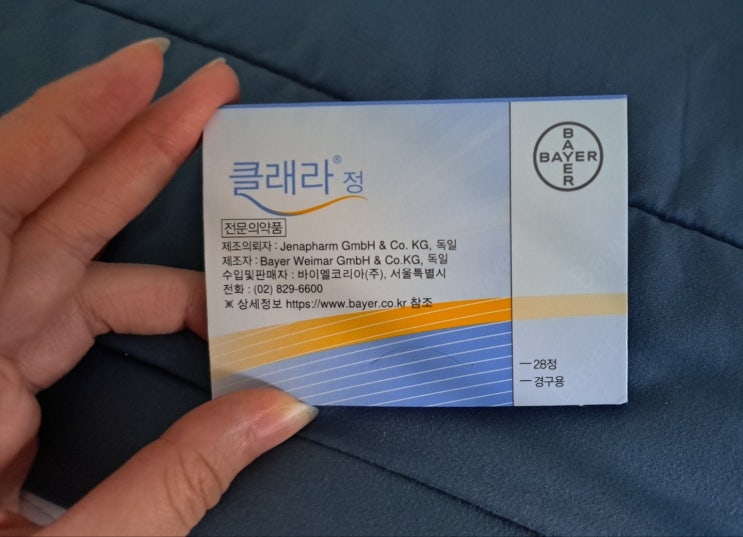 클래라® 정
전문의약품
제조의뢰자 : Jenapharm GmbH & Co. KG, 독일
제조자 : Bayer Weimar GmbH & Co.KG, 독일
수입및판매자 : 바이엘코리아(주), 서울특별시
전화 : (02) 829-6600
※ 상세정보 https://www.bayer.co.kr 참조
BAYER
BAYER
— 28정
— 경구용